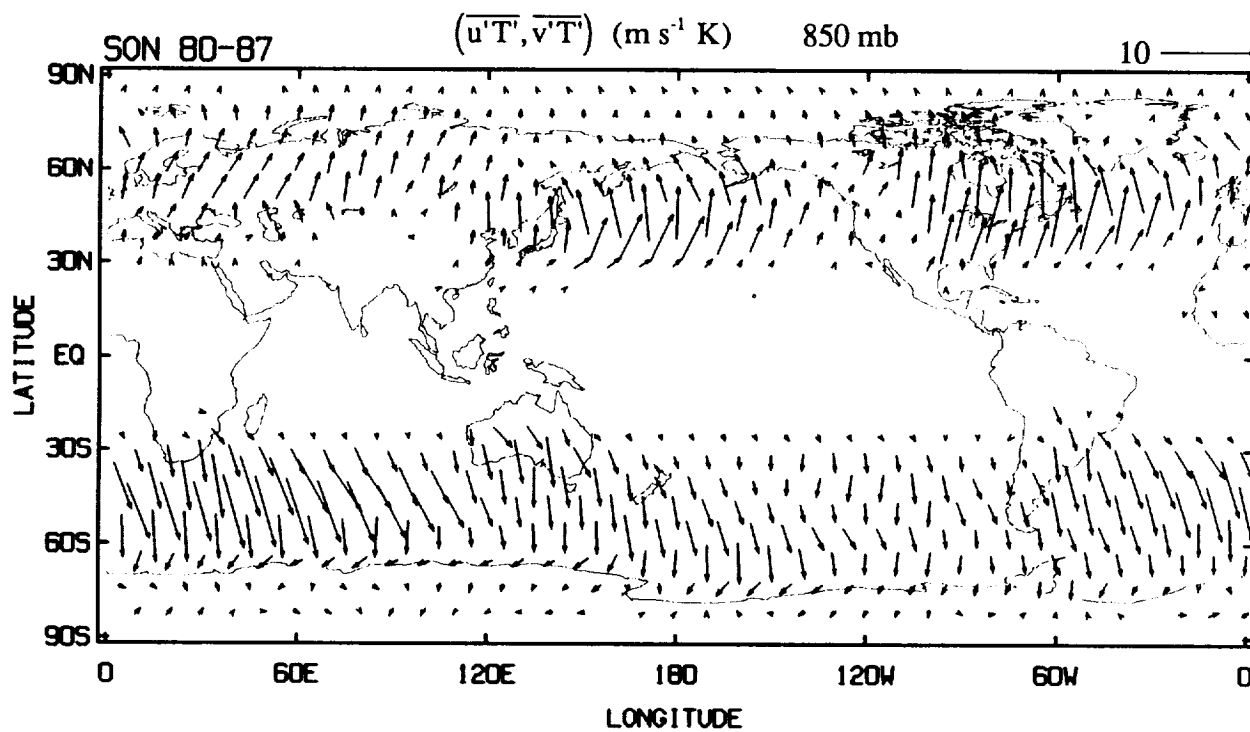 SON 80-87 (u'T', v'T') (m s⁻¹ K) 850 mb 10
90N
60N
30N
EQ
30S
60S
90S
LATITUDE
0 60E 120E 180 120W 60W 0
LONGITUDE